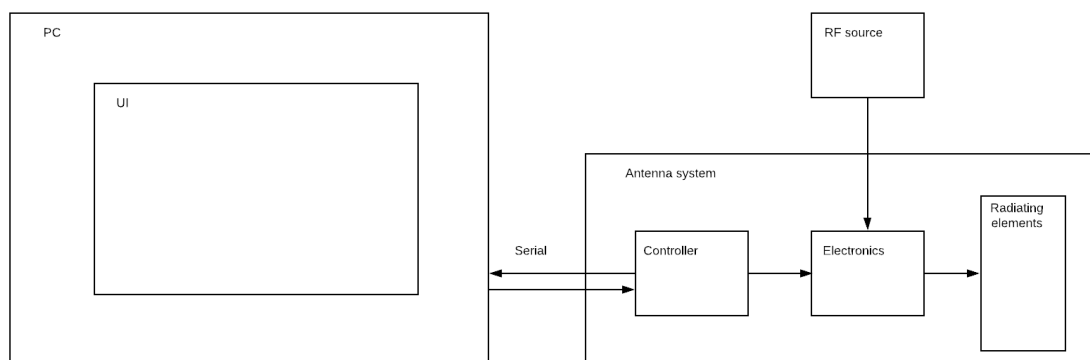 PC
RF source
UI
Antenna system
Radiating
elements
Serial
Controller
Electronics